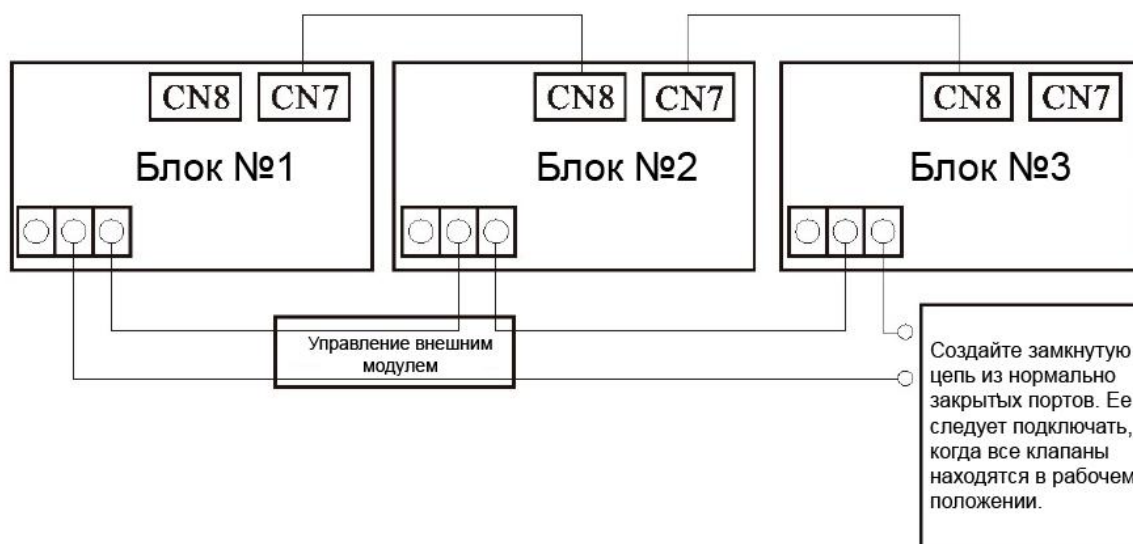 CN8 CN7 CN8 CN7 CN8 CN7
Блок №1 Блок №2 Блок №3
Управление внешним
модулем
Создайте замкнутую
цепь из нормально
закрытых портов. Ее
следует подключать,
когда все клапаны
находятся в рабочем
положении.